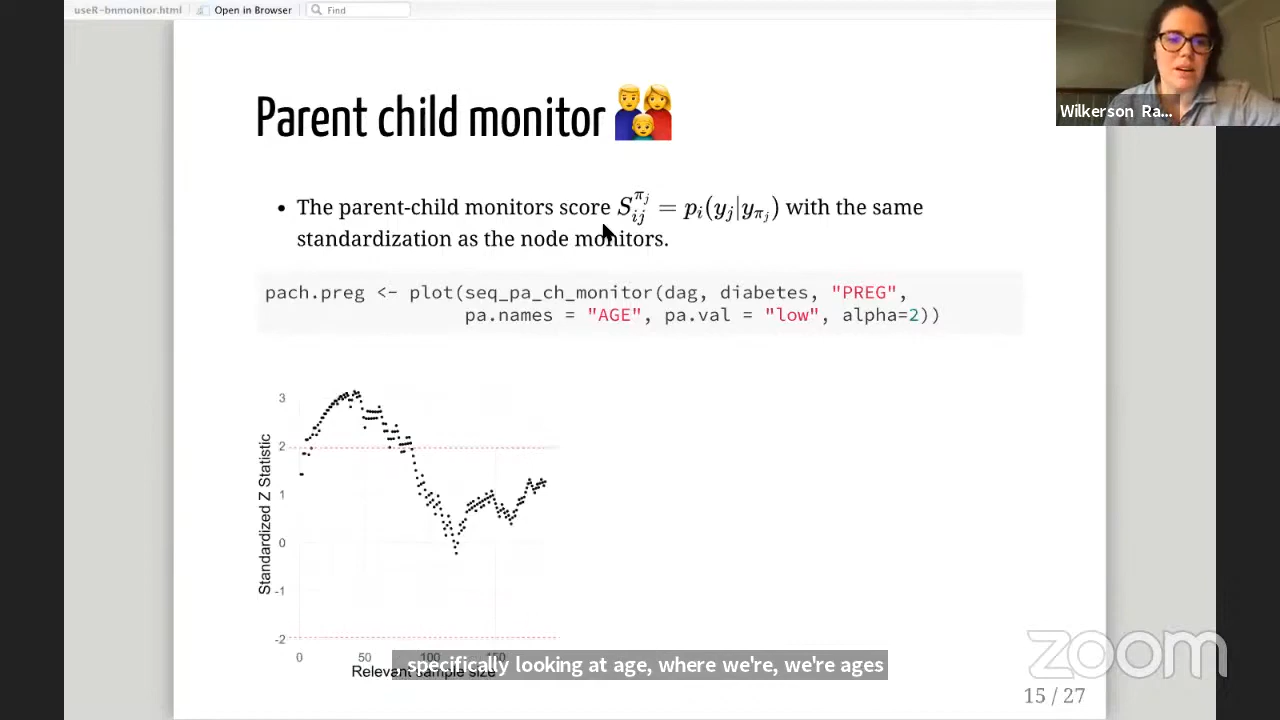 useR-bnmonitor.html
Open in Browser
Find
Wilkerson Ra...
Parent child monitor
The parent-child monitors score $S_{ij}^{\pi_j} = p_i(y_j|y_{\pi_j})$ with the same
standardization as the node monitors.
pach.preg <- plot(seq_pa_ch_monitor(dag, diabetes, "PREG",
pa.names = "AGE", pa.val = "low", alpha=2))
3
2
1
0
-1
-2
Standardized Z Statistic
0 50 100 150
Relevant sample size
, specifically looking at age, where we're, we're ages
zoom
15 / 27